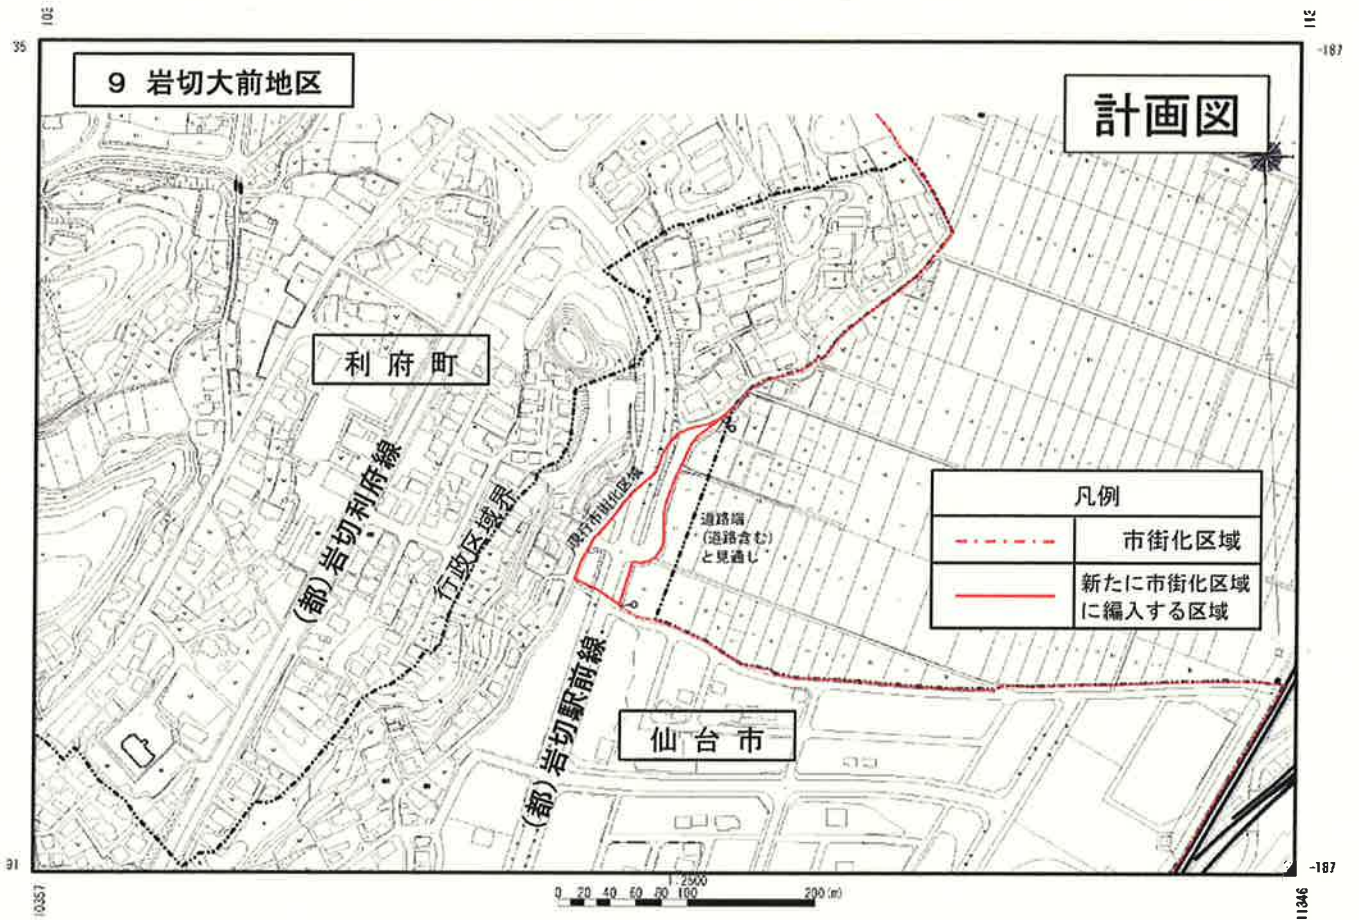 35
-187
9 岩切大前地区
計画図
利府町
(都)岩切利府線
行政区域界
現行市街化区域
道路端
(道路含む)
と見通し
凡例
市街化区域
新たに市街化区域
に編入する区域
(都)岩切駅前線
仙台市
91
-187
10357
11346
1:2500
0 20 40 60 80 100 200(m)